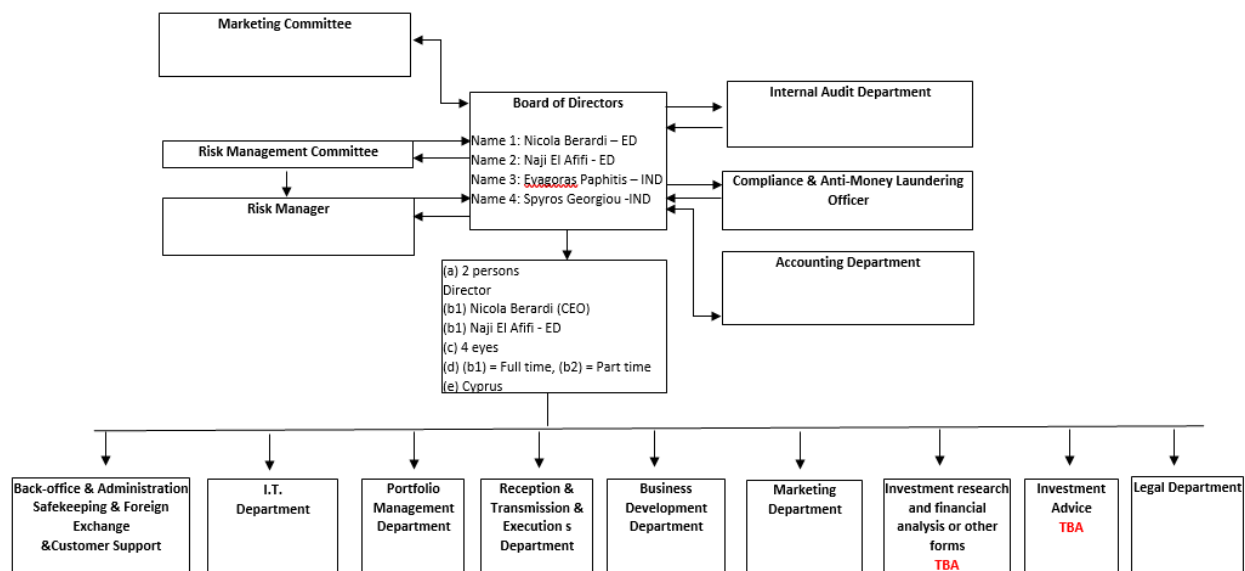 Marketing Committee
Board of Directors
Name 1: Nicola Berardi – ED
Name 2: Naji El Afifi - ED
Name 3: Evagoras Paphitis – IND
Name 4: Spyros Georgiou -IND
Internal Audit Department
Risk Management Committee
Risk Manager
Compliance & Anti-Money Laundering
Officer
Accounting Department
(a) 2 persons
Director
(b1) Nicola Berardi (CEO)
(b1) Naji El Afifi - ED
(c) 4 eyes
(d) (b1) = Full time, (b2) = Part time
(e) Cyprus
Back-office & Administration
Safekeeping & Foreign
Exchange
&Customer Support
I.T.
Department
Portfolio
Management
Department
Reception &
Transmission &
Execution s
Department
Business
Development
Department
Marketing
Department
Investment research
and financial
analysis or other
forms
TBA
Investment
Advice
TBA
Legal Department